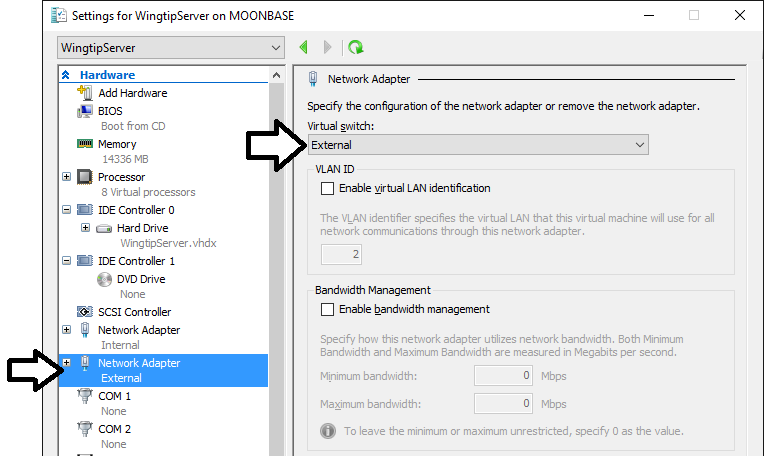 Settings for WingtipServer on MOONBASE
WingtipServer
Hardware
Add Hardware
BIOS
Boot from CD
Memory
14336 MB
Processor
8 Virtual processors
IDE Controller 0
Hard Drive
WingtipServer.vhdx
IDE Controller 1
DVD Drive
None
SCSI Controller
Network Adapter
Internal
Network Adapter
External
COM 1
None
COM 2
None
Network Adapter
Specify the configuration of the network adapter or remove the network adapter.
Virtual switch:
External
VLAN ID
Enable virtual LAN identification
The VLAN identifier specifies the virtual LAN that this virtual machine will use for all
network communications through this network adapter.
2
Bandwidth Management
Enable bandwidth management
Specify how this network adapter utilizes network bandwidth. Both Minimum
Bandwidth and Maximum Bandwidth are measured in Megabits per second.
Minimum bandwidth: 0 Mbps
Maximum bandwidth: 0 Mbps
To leave the minimum or maximum unrestricted, specify 0 as the value.